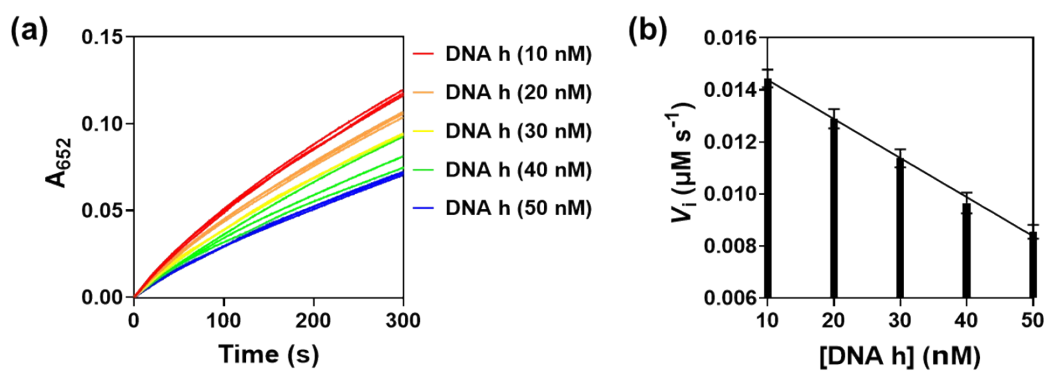 (a)
0.15
0.10
0.05
0.00
A652
0
100
200
300
Time (s)
DNA h (10 nM)
DNA h (20 nM)
DNA h (30 nM)
DNA h (40 nM)
DNA h (50 nM)
(b)
0.016
0.014
0.012
0.010
0.008
0.006
Vi (µM s-1)
10
20
30
40
50
[DNA h] (nM)